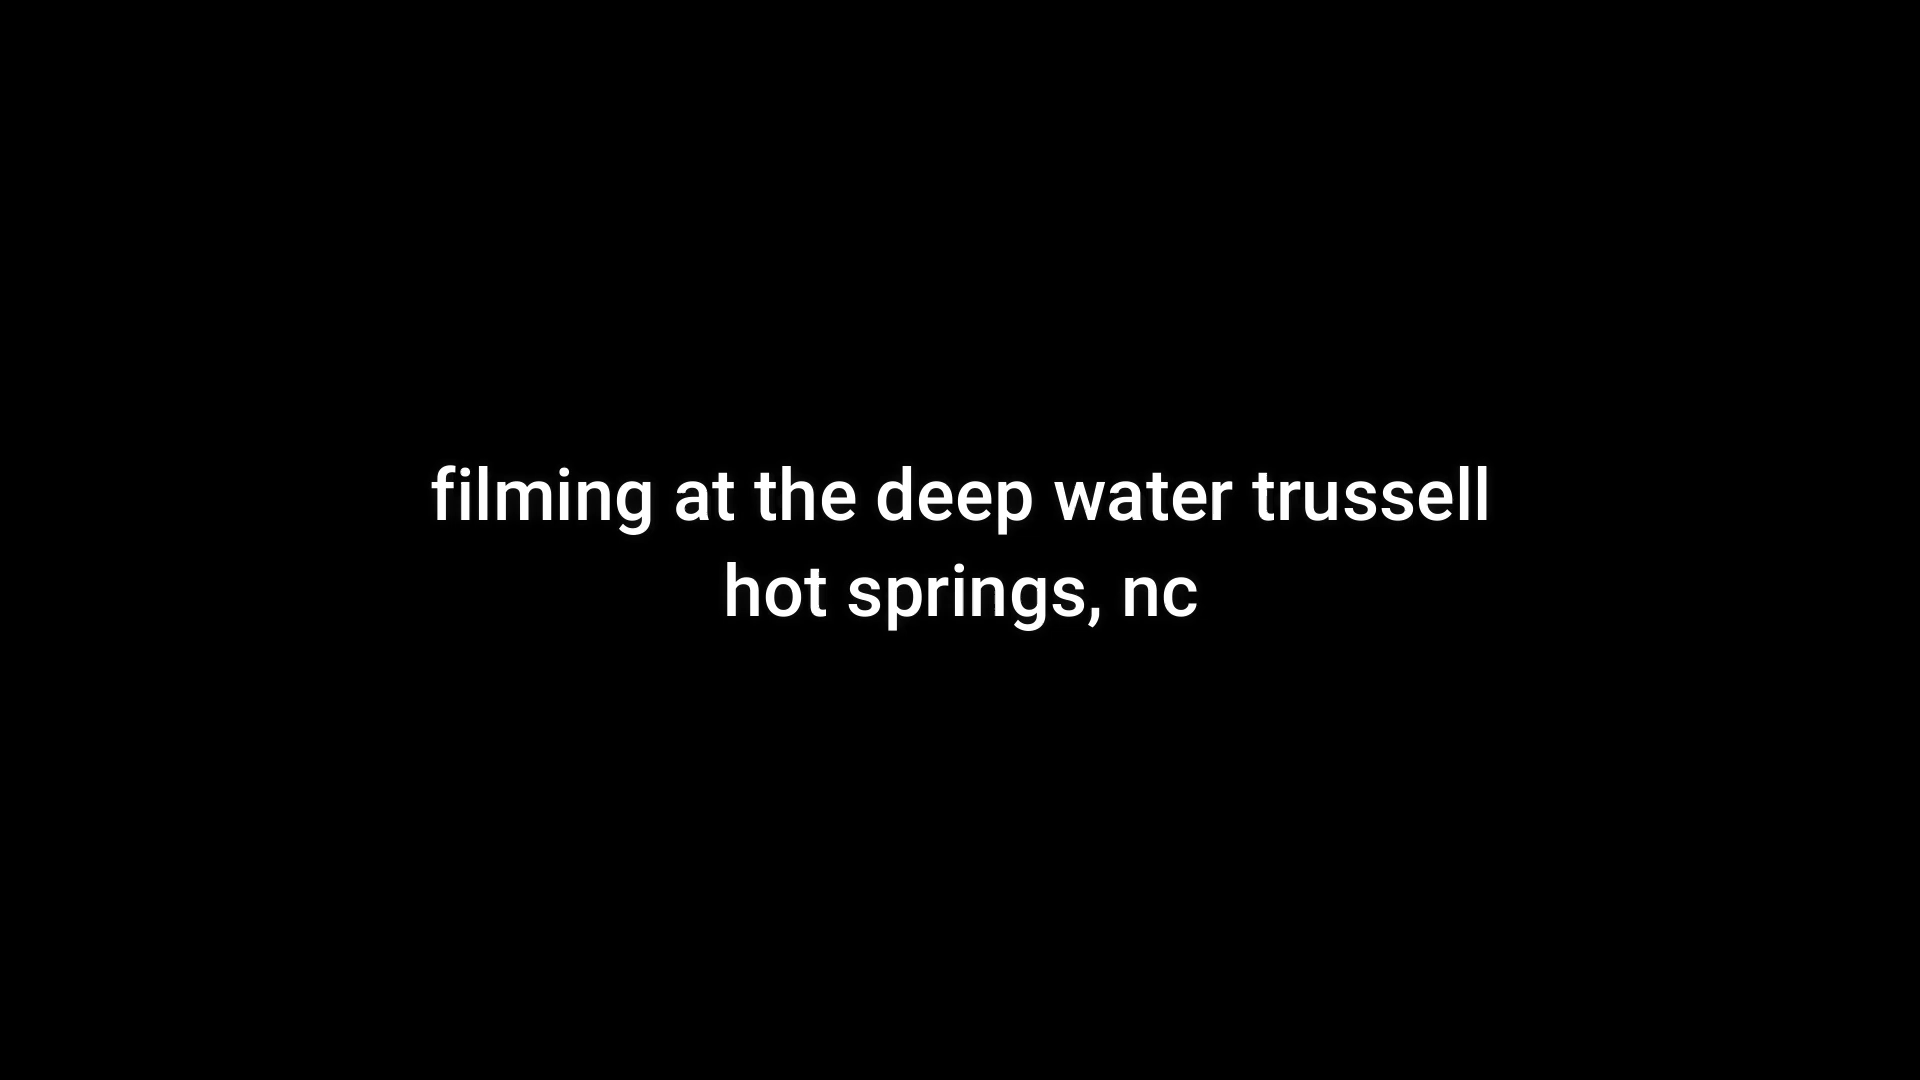 filming at the deep water trussell
hot springs, nc